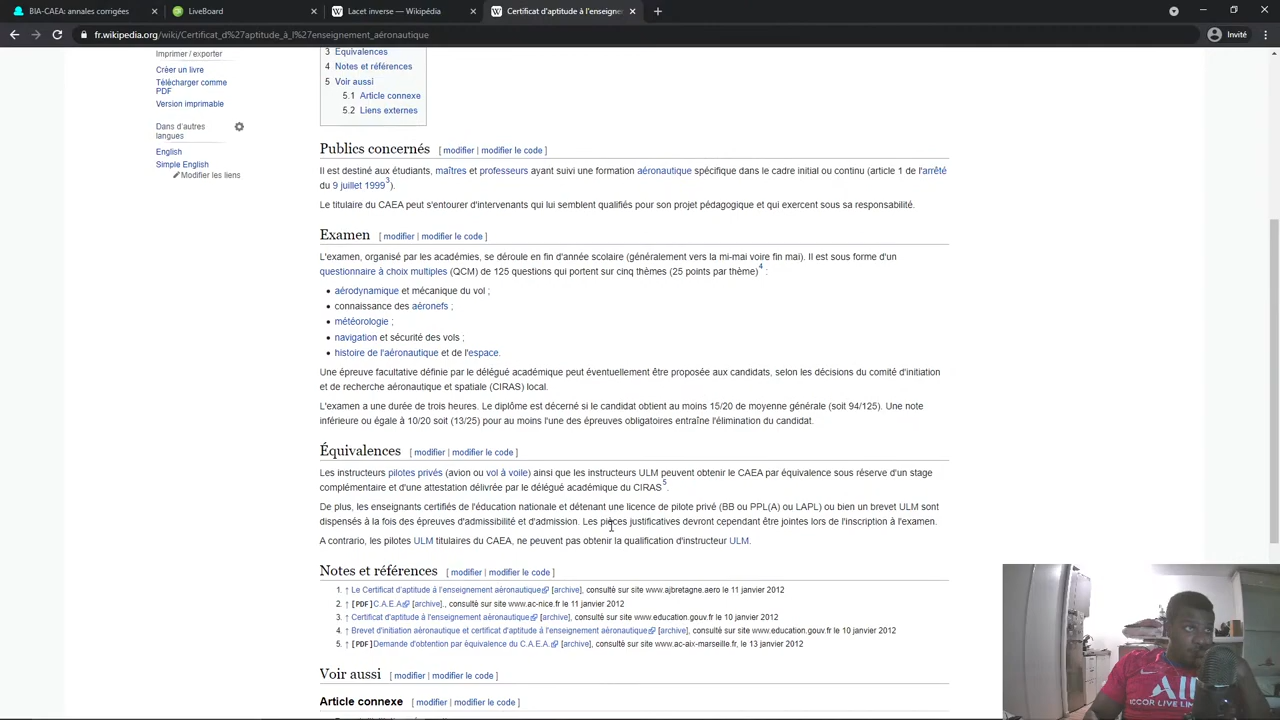 BIA-CAEA: annales corrigées
LiveBoard
Lacet inverse — Wikipédia
Certificat d'aptitude à l'enseigne
fr.wikipedia.org/wiki/Certificat_d%27aptitude_à_l%27enseignement_aéronautique
Invité
Imprimer / exporter
Créer un livre
Télécharger comme
PDF
Version imprimable
Dans d'autres
langues
English
Simple English
Modifier les liens
3 Équivalences
4 Notes et références
5 Voir aussi
5.1 Article connexe
5.2 Liens externes
Publics concernés [ modifier | modifier le code ]
Il est destiné aux étudiants, maîtres et professeurs ayant suivi une formation aéronautique spécifique dans le cadre initial ou continu (article 1 de l'arrêté
du 9 juillet 1999 3).
Le titulaire du CAEA peut s'entourer d'intervenants qui lui semblent qualifiés pour son projet pédagogique et qui exercent sous sa responsabilité.
Examen [ modifier | modifier le code ]
L'examen, organisé par les académies, se déroule en fin d'année scolaire (généralement vers la mi-mai voire fin mai). Il est sous forme d'un
questionnaire à choix multiples (QCM) de 125 questions qui portent sur cinq thèmes (25 points par thème) 4 :
• aérodynamique et mécanique du vol ;
• connaissance des aéronefs ;
• météorologie ;
• navigation et sécurité des vols ;
• histoire de l'aéronautique et de l'espace.
Une épreuve facultative définie par le délégué académique peut éventuellement être proposée aux candidats, selon les décisions du comité d'initiation
et de recherche aéronautique et spatiale (CIRAS) local.
L'examen a une durée de trois heures. Le diplôme est décerné si le candidat obtient au moins 15/20 de moyenne générale (soit 94/125). Une note
inférieure ou égale à 10/20 soit (13/25) pour au moins l'une des épreuves obligatoires entraîne l'élimination du candidat.
Équivalences [ modifier | modifier le code ]
Les instructeurs pilotes privés (avion ou vol à voile) ainsi que les instructeurs ULM peuvent obtenir le CAEA par équivalence sous réserve d'un stage
complémentaire et d'une attestation délivrée par le délégué académique du CIRAS 5.
De plus, les enseignants certifiés de l'éducation nationale et détenant une licence de pilote privé (BB ou PPL(A) ou LAPL) ou bien un brevet ULM sont
dispensés à la fois des épreuves d'admissibilité et d'admission. Les pièces justificatives devront cependant être jointes lors de l'inscription à l'examen.
A contrario, les pilotes ULM titulaires du CAEA, ne peuvent pas obtenir la qualification d'instructeur ULM.
Notes et références [ modifier | modifier le code ]
1. ↑ Le Certificat d'aptitude à l'enseignement aéronautique [archive], consulté sur site www.ajbretagne.aero le 11 janvier 2012
2. ↑ [PDF] C.A.E.A [archive]., consulté sur site www.ac-nice.fr le 11 janvier 2012
3. ↑ Certificat d'aptitude à l'enseignement aéronautique [archive], consulté sur site www.education.gouv.fr le 10 janvier 2012
4. ↑ Brevet d'initiation aéronautique et certificat d'aptitude à l'enseignement aéronautique [archive], consulté sur site www.education.gouv.fr le 10 janvier 2012
5. ↑ [PDF] Demande d'obtention par équivalence du C.A.E.A. [archive], consulté sur site www.ac-aix-marseille.fr, le 13 janvier 2012
Voir aussi [ modifier | modifier le code ]
Article connexe [ modifier | modifier le code ]
ALL
ACCOR LIVE LIM